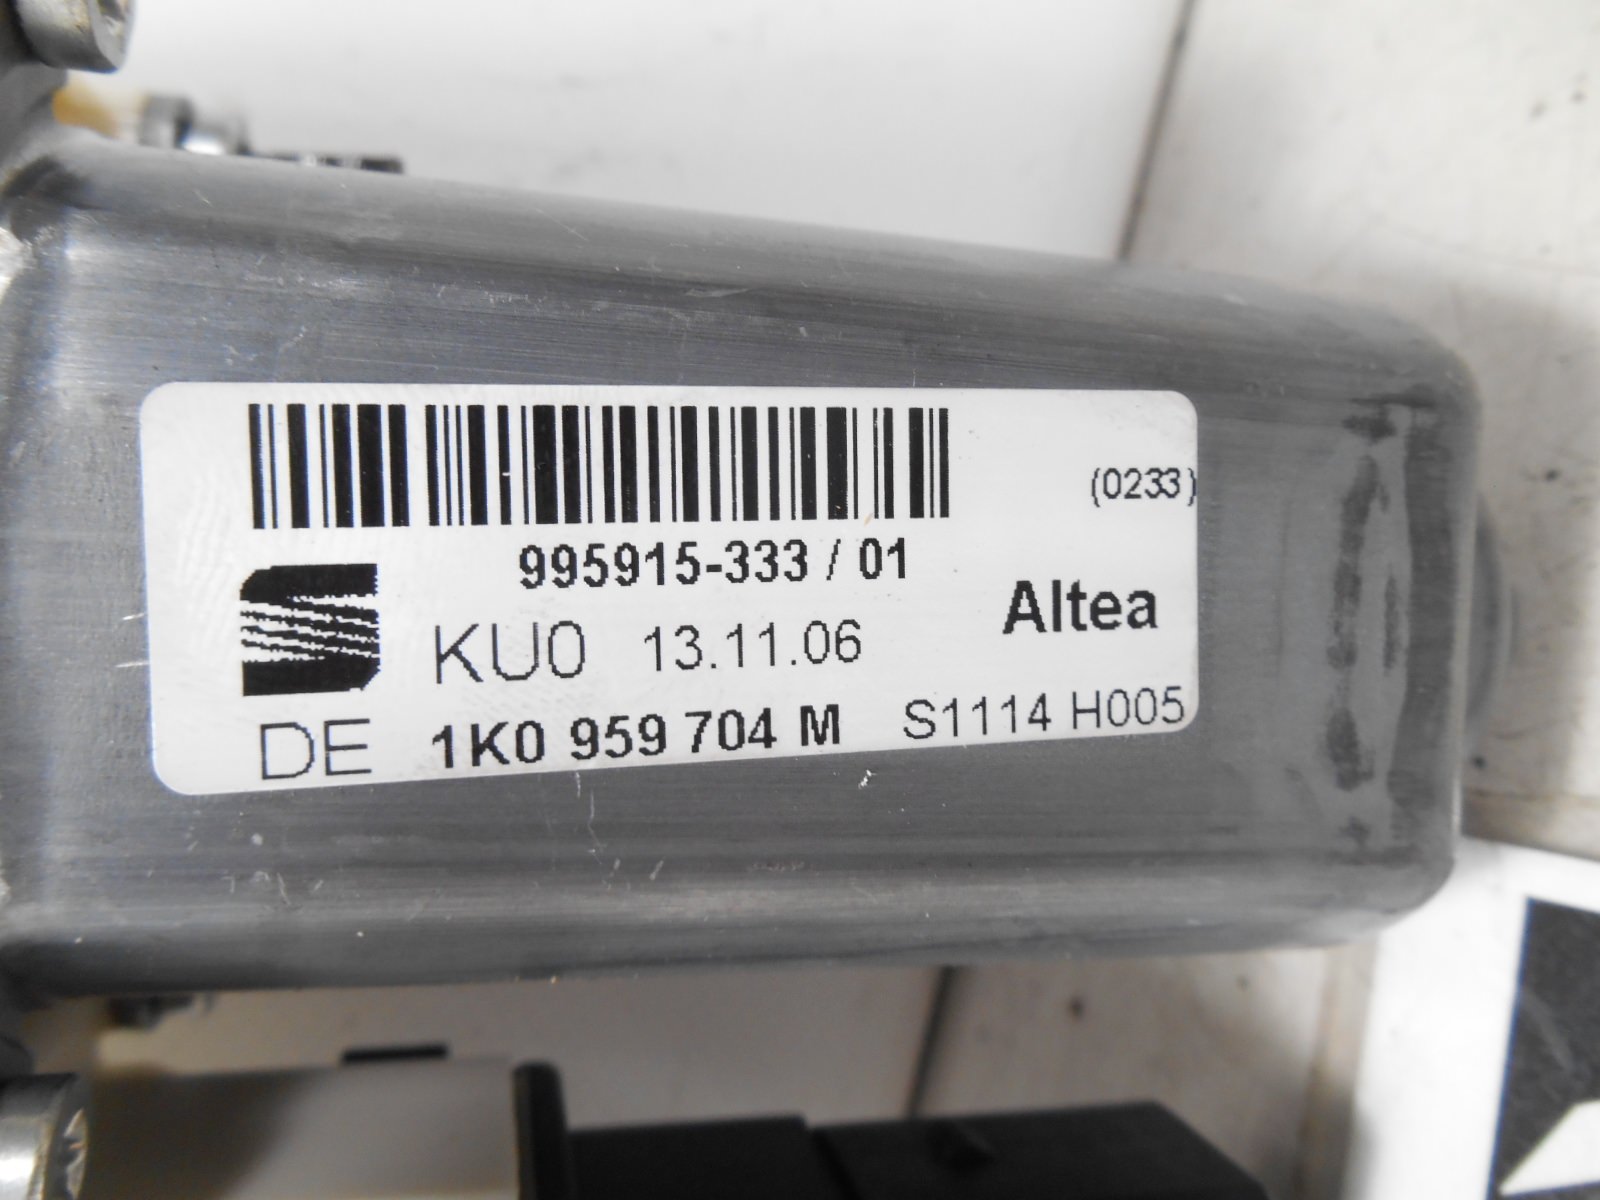 (0233)
995915-333 / 01
Altea
KU0 13.11.06
DE 1K0 959 704 M S1114 H005